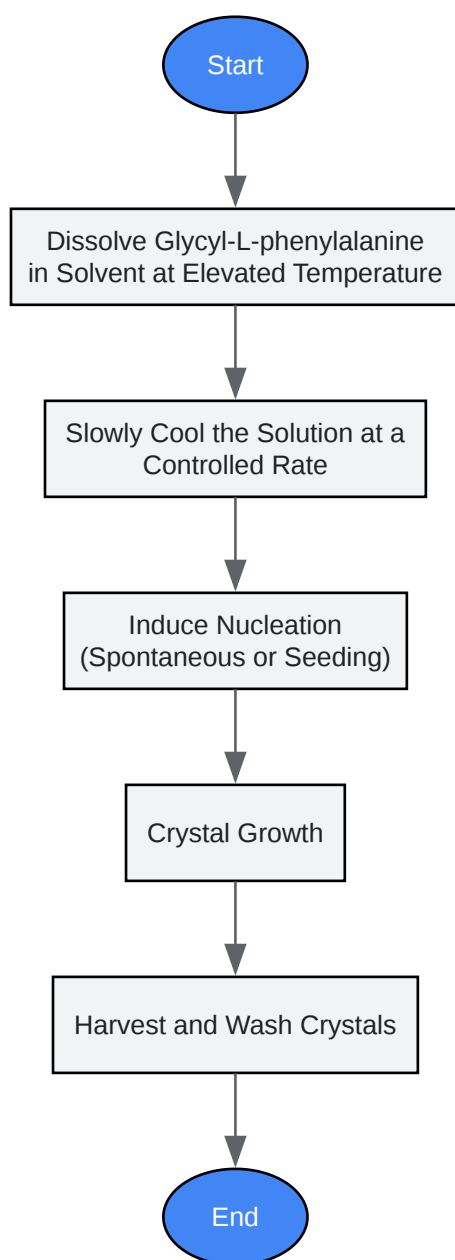 Start
Dissolve Glycyl-L-phenylalanine
in Solvent at Elevated Temperature
Slowly Cool the Solution at a
Controlled Rate
Induce Nucleation
(Spontaneous or Seeding)
Crystal Growth
Harvest and Wash Crystals
End